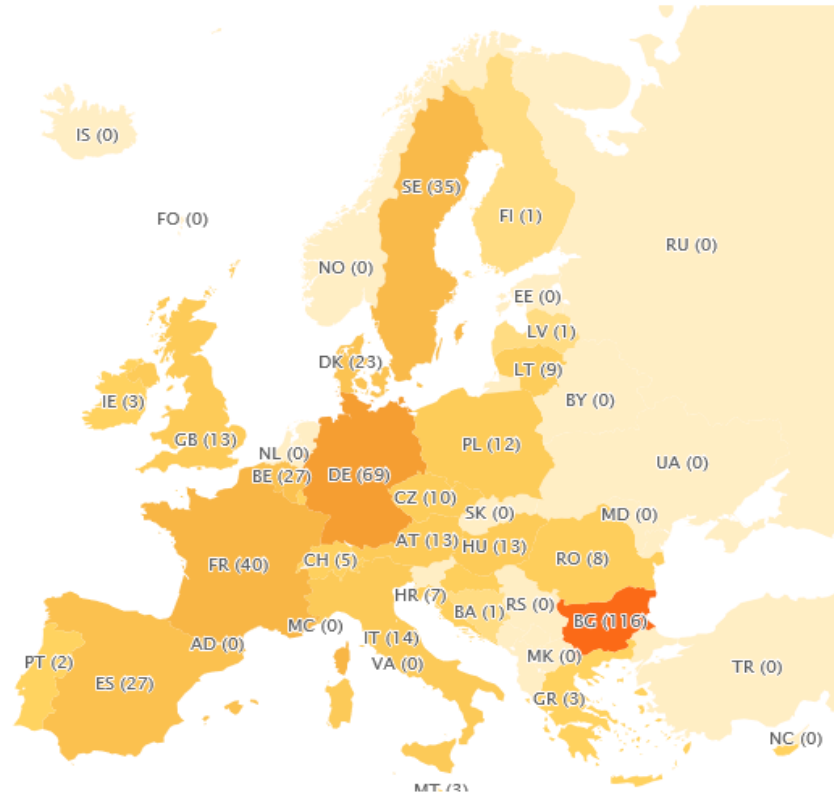 IS (0)
SE (35)
FO (0)
FI (1)
RU (0)
NO (0)
EE (0)
LV (1)
DK (23)
LT (9)
IE (3)
BY (0)
GB (13)
PL (12)
NL (0)
UA (0)
BE (27)
DE (69)
CZ (10)
SK (0)
MD (0)
AT (13)
HU (13)
CH (5)
RO (8)
FR (40)
HR (7)
BA (1)
RS (0)
BG (116)
MC (0)
IT (14)
AD (0)
PT (2)
VA (0)
MK (0)
TR (0)
ES (27)
GR (3)
NC (0)
MT (3)